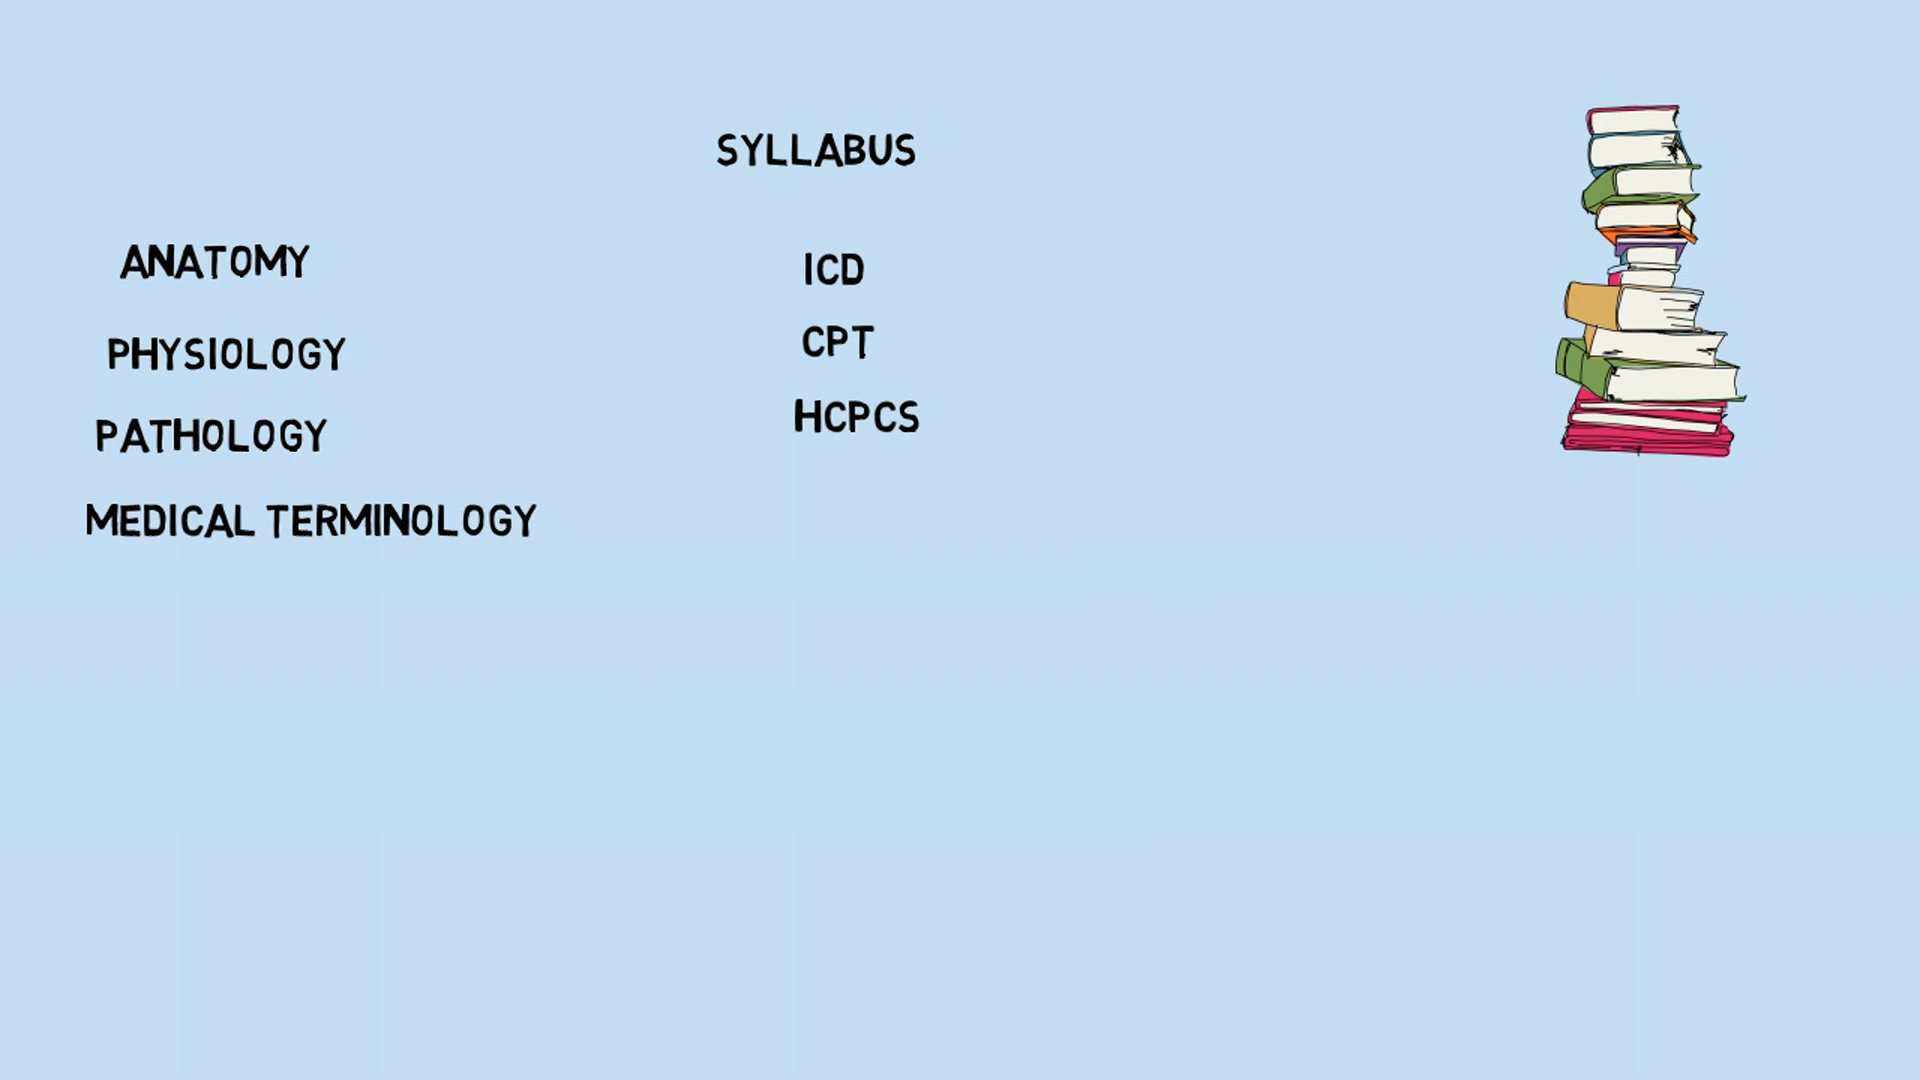 SYLLABUS
ANATOMY
PHYSIOLOGY
PATHOLOGY
MEDICAL TERMINOLOGY
ICD
CPT
HCPCS